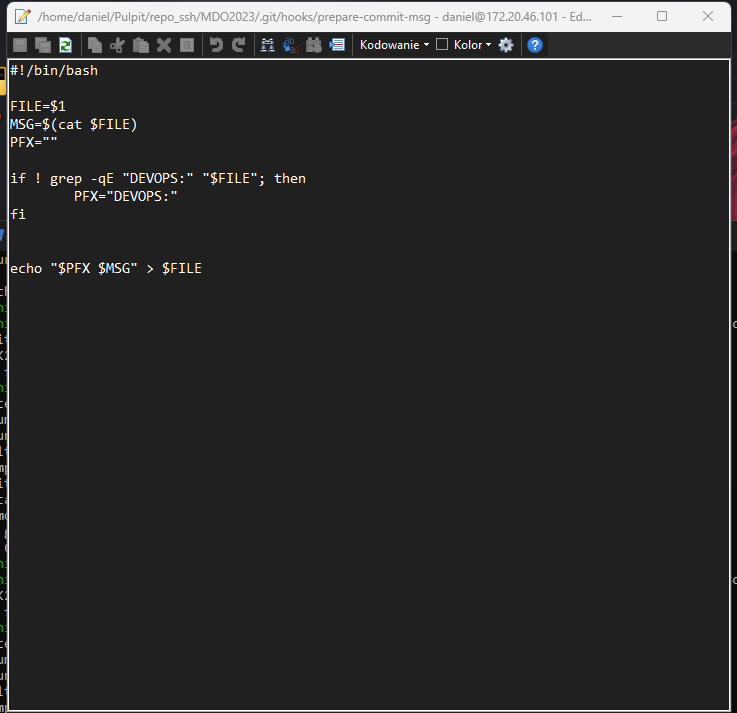 /home/daniel/Pulpit/repo_ssh/MDO2023/.git/hooks/prepare-commit-msg - daniel@172.20.46.101 - Ed...
Kodowanie Kolor
#!/bin/bash
FILE=$1
MSG=$(cat $FILE)
PFX=""
if ! grep -qE "DEVOPS:" "$FILE"; then
PFX="DEVOPS:"
fi
echo "$PFX $MSG" > $FILE